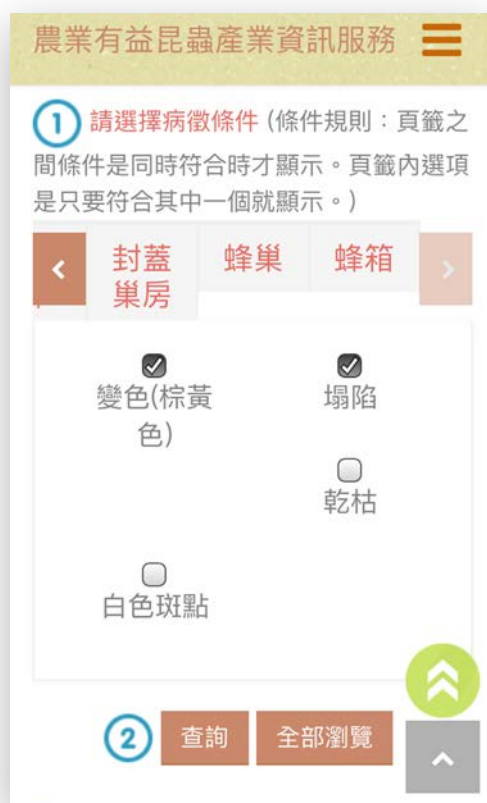 農業有益昆蟲產業資訊服務
1 請選擇病徵條件 (條件規則：頁籤之
間條件是同時符合時才顯示。頁籤內選項
是只要符合其中一個就顯示。)
封蓋 蜂巢 蜂箱
巢房
變色(棕黃 塌陷
色)
乾枯
白色斑點
2 查詢 全部瀏覽